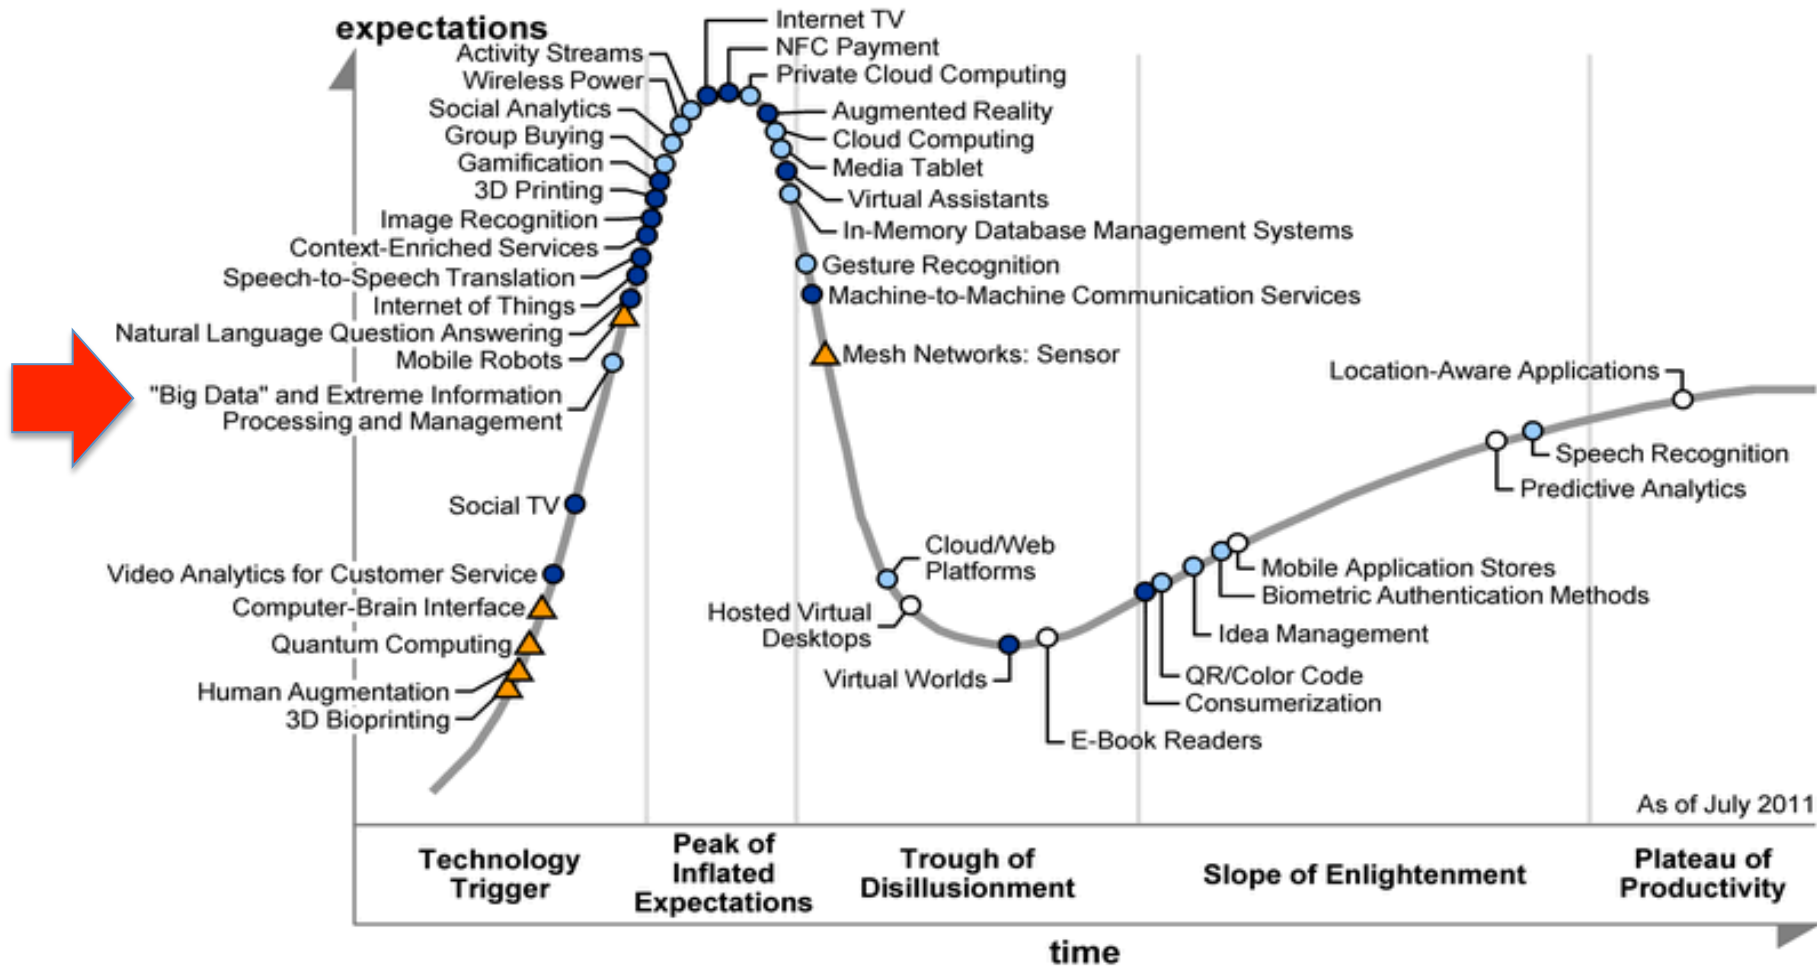 expectations
Activity Streams
Wireless Power
Social Analytics
Group Buying
Gamification
3D Printing
Image Recognition
Context-Enriched Services
Speech-to-Speech Translation
Internet of Things
Natural Language Question Answering
Mobile Robots
"Big Data" and Extreme Information
Processing and Management
Social TV
Video Analytics for Customer Service
Computer-Brain Interface
Quantum Computing
Human Augmentation
3D Bioprinting
Internet TV
NFC Payment
Private Cloud Computing
Augmented Reality
Cloud Computing
Media Tablet
Virtual Assistants
In-Memory Database Management Systems
Gesture Recognition
Machine-to-Machine Communication Services
Mesh Networks: Sensor
Cloud/Web
Platforms
Hosted Virtual
Desktops
Virtual Worlds
E-Book Readers
Consumerization
QR/Color Code
Idea Management
Biometric Authentication Methods
Mobile Application Stores
Predictive Analytics
Speech Recognition
Location-Aware Applications
As of July 2011
Technology
Trigger
Peak of
Inflated
Expectations
Trough of
Disillusionment
Slope of Enlightenment
Plateau of
Productivity
time